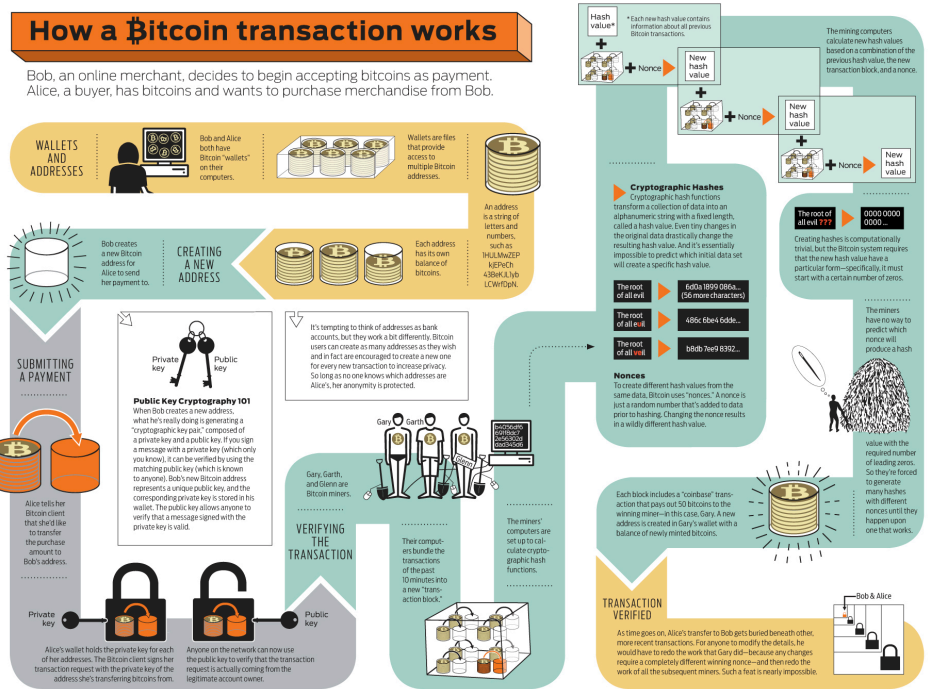 How a Bitcoin transaction works
Bob, an online merchant, decides to begin accepting bitcoins as payment.
Alice, a buyer, has bitcoins and wants to purchase merchandise from Bob.
WALLETS
AND
ADDRESSES
Bob and Alice
both have
Bitcoin "wallets"
on their
computers.
Wallets are files
that provide
access to
multiple Bitcoin
addresses.
An address
is a string of
letters and
numbers,
such as
1HULMwZEP
kjEPeCh
43BeKJL1yb
LCWrfDpN.
Each address
has its own
balance of
bitcoins.
CREATING
A NEW
ADDRESS
Bob creates
a new Bitcoin
address for
Alice to send
her payment to.
SUBMITTING
A PAYMENT
Alice tells her
Bitcoin client
that she'd like
to transfer
the purchase
amount to
Bob's address.
Private
key
Public
key
Public Key Cryptography 101
When Bob creates a new address,
what he's really doing is generating a
"cryptographic key pair," composed of
a private key and a public key. If you sign
a message with a private key (which only
you know), it can be verified by using the
matching public key (which is known
to anyone). Bob's new Bitcoin address
represents a unique public key, and the
corresponding private key is stored in his
wallet. The public key allows anyone to
verify that a message signed with the
private key is valid.
It's tempting to think of addresses as bank
accounts, but they work a bit differently. Bitcoin
users can create as many addresses as they wish
and in fact are encouraged to create a new one
for every new transaction to increase privacy.
So long as no one knows which addresses are
Alice's, her anonymity is protected.
Private
key
Alice's wallet holds the private key for each
of her addresses. The Bitcoin client signs her
transaction request with the private key of the
address she's transferring bitcoins from.
Public
key
Anyone on the network can now use
the public key to verify that the transaction
request is actually coming from the
legitimate account owner.
VERIFYING
THE
TRANSACTION
Gary, Garth,
and Glenn are
Bitcoin miners.
Gary
Garth
Glenn
b4056df6
691f8dc7
2e56302d
dad345d6
Their comput-
ers bundle the
transactions
of the past
10 minutes into
a new "trans-
action block."
The miners'
computers are
set up to cal-
culate crypto-
graphic hash
functions.
Cryptographic Hashes
Cryptographic hash functions
transform a collection of data into an
alphanumeric string with a fixed length,
called a hash value. Even tiny changes in
the original data drastically change the
resulting hash value. And it's essentially
impossible to predict which initial data set
will create a specific hash value.
The root
of all evil
6d0a 1899 086a...
(56 more characters)
The root
of all euil
486c 6be4 6dde...
The root
of all veil
b8db 7ee9 8392...
Nonces
To create different hash values from the
same data, Bitcoin uses "nonces." A nonce is
just a random number that's added to data
prior to hashing. Changing the nonce results
in a wildly different hash value.
Hash
value*
* Each new hash value contains
information about all previous
Bitcoin transactions.
+
+ Nonce
New
hash
value
+
+ Nonce
New
hash
value
+
+ Nonce
New
hash
value
The mining computers
calculate new hash values
based on a combination of the
previous hash value, the new
transaction block, and a nonce.
The root of
all evil ???
0000 0000
0000 ...
Creating hashes is computationally
trivial, but the Bitcoin system requires
that the new hash value have a
particular form—specifically, it must
start with a certain number of zeros.
The miners
have no way to
predict which
nonce will
produce a hash
value with the
required number
of leading zeros.
So they're forced
to generate
many hashes
with different
nonces until they
happen upon
one that works.
Each block includes a "coinbase" trans-
action that pays out 50 bitcoins to the
winning miner—in this case, Gary. A new
address is created in Gary's wallet with a
balance of newly minted bitcoins.
TRANSACTION
VERIFIED
As time goes on, Alice's transfer to Bob gets buried beneath other,
more recent transactions. For anyone to modify the details, he
would have to redo the work that Gary did—because any changes
require a completely different winning nonce—and then redo the
work of all the subsequent miners. Such a feat is nearly impossible.
Bob & Alice